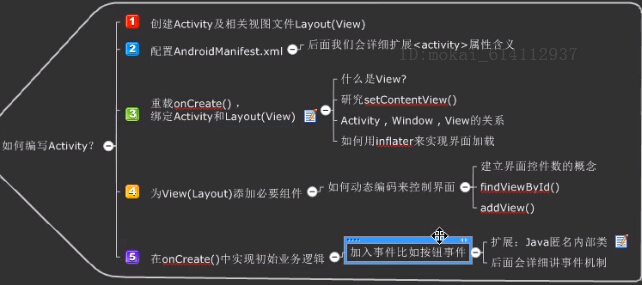 如何编写Activity？
1 创建Activity及相关视图文件Layout(View)
2 配置AndroidManifest.xml
后面我们会详细扩展<activity>属性含义
ID:mokai_614112937
3 重载onCreate()，
绑定Activity和Layout(View)
什么是View?
研究setContentView()
Activity，Window，View的关系
如何用inflater来实现界面加载
4 为View(Layout)添加必要组件
如何动态编码来控制界面
建立界面控件数的概念
findViewById()
addView()
5 在onCreate()中实现初始业务逻辑
加入事件比如按钮事件
扩展：Java匿名内部类
后面会详细讲事件机制